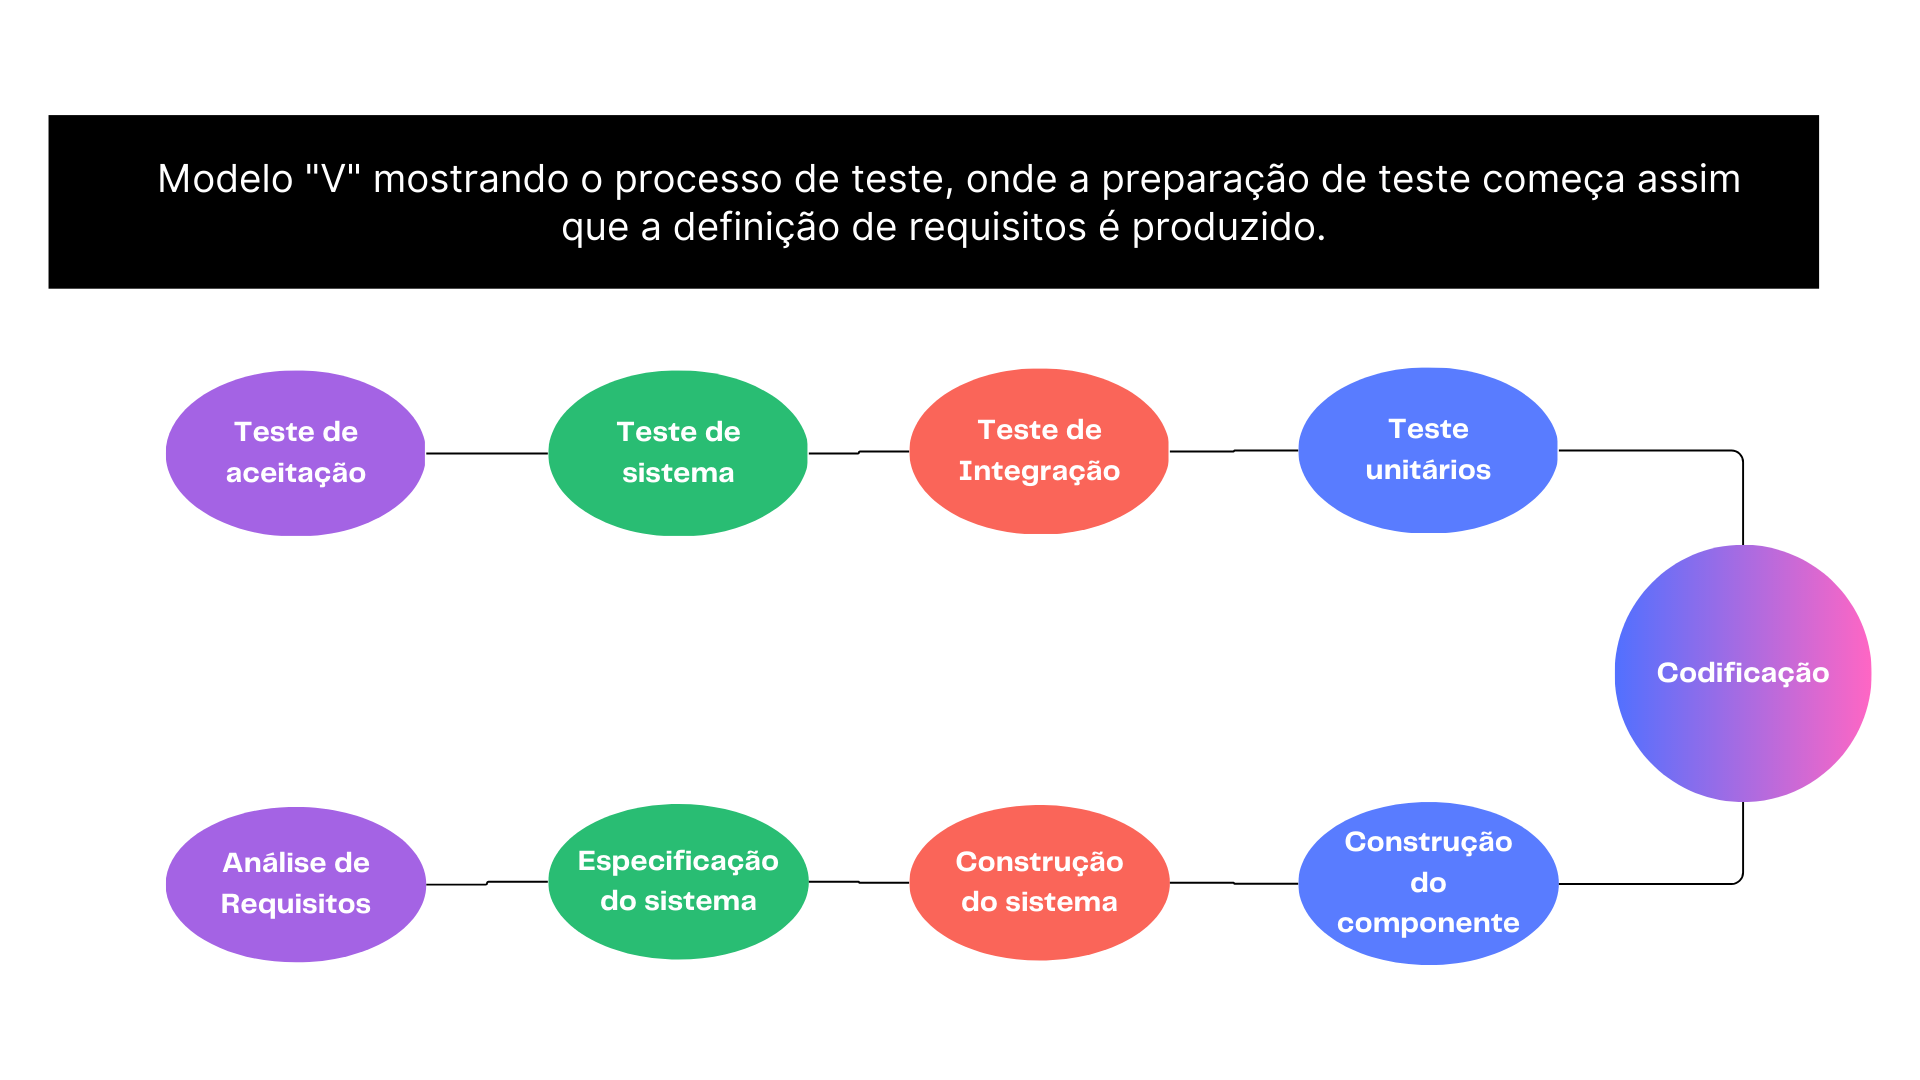 Modelo "V" mostrando o processo de teste, onde a preparação de teste começa assim
que a definição de requisitos é produzido.
Teste de
aceitação
Teste de
sistema
Teste de
Integração
Teste
unitários
Codificação
Análise de
Requisitos
Especificação
do sistema
Construção
do sistema
Construção
do
componente